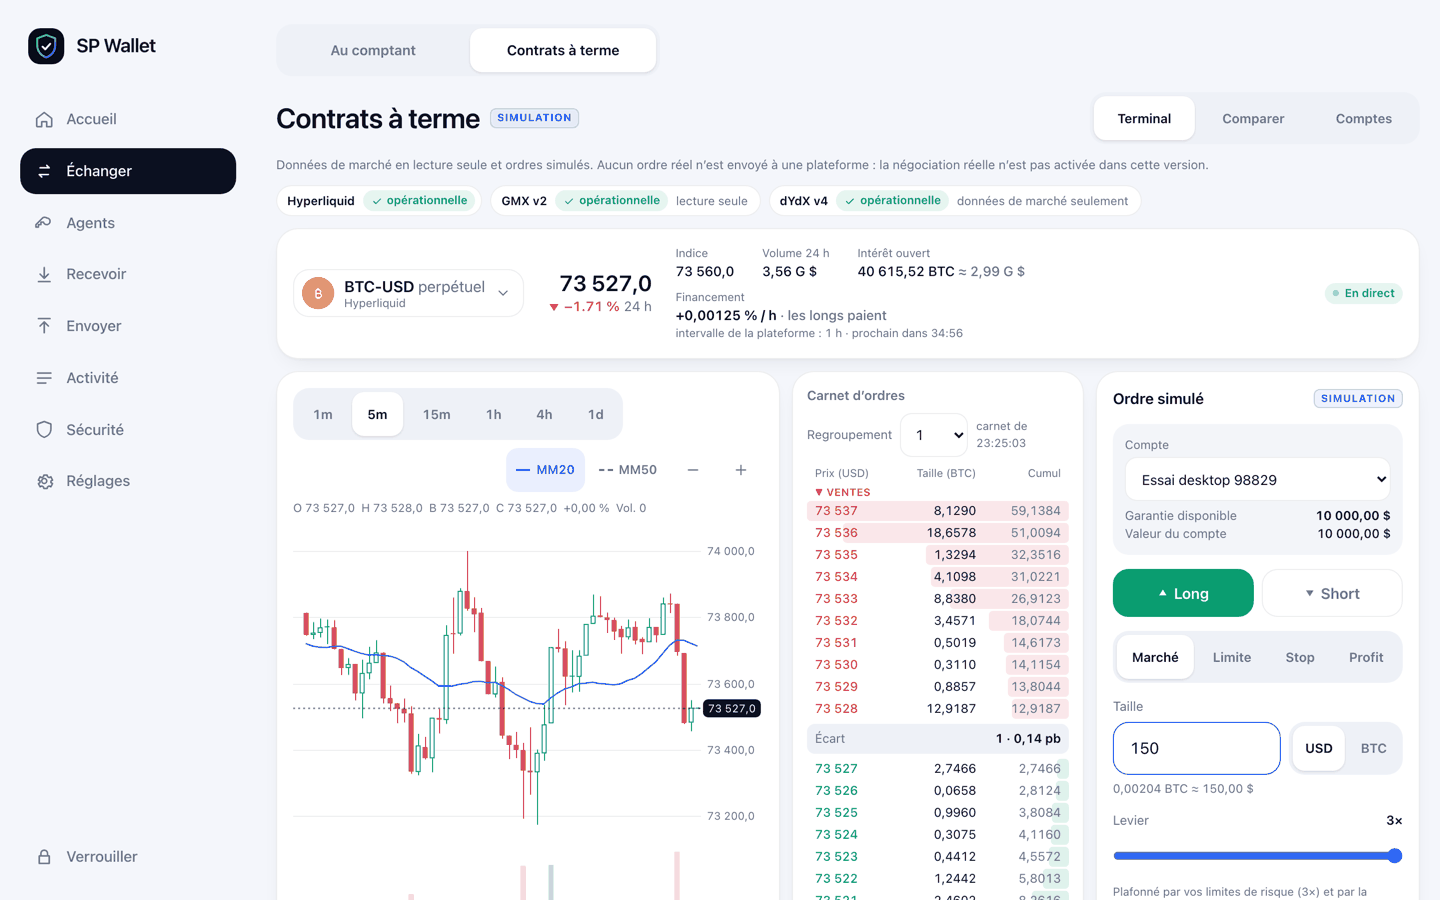 SP Wallet
Accueil
Échanger
Agents
Recevoir
Envoyer
Activité
Sécurité
Réglages
Verrouiller
Au comptant
Contrats à terme
Contrats à terme SIMULATION
Terminal Comparer Comptes
Données de marché en lecture seule et ordres simulés. Aucun ordre réel n’est envoyé à une plateforme : la négociation réelle n’est pas activée dans cette version.
Hyperliquid ✓ opérationnelle
GMX v2 ✓ opérationnelle lecture seule
dYdX v4 ✓ opérationnelle données de marché seulement
BTC-USD perpétuel
Hyperliquid
73 527,0
▼ −1.71 % 24 h
Indice
73 560,0
Volume 24 h
3,56 G $
Intérêt ouvert
40 615,52 BTC ≈ 2,99 G $
Financement
+0,00125 % / h · les longs paient
intervalle de la plateforme : 1 h · prochain dans 34:56
En direct
1m 5m 15m 1h 4h 1d
MM20 MM50 − +
O 73 527,0 H 73 528,0 B 73 527,0 C 73 527,0 +0,00 % Vol. 0
74 000,0
73 800,0
73 600,0
73 527,0
73 400,0
73 200,0
Carnet d’ordres
Regroupement 1 carnet de
23:25:03
Prix (USD) Taille (BTC) Cumul
▼ VENTES
73 537 8,1290 59,1384
73 536 18,6578 51,0094
73 535 1,3294 32,3516
73 534 4,1098 31,0221
73 533 8,8380 26,9123
73 532 3,4571 18,0744
73 531 0,5019 14,6173
73 530 0,3110 14,1154
73 529 0,8857 13,8044
73 528 12,9187 12,9187
Écart 1 · 0,14 pb
73 527 2,7466 2,7466
73 526 0,0658 2,8124
73 525 0,9960 3,8084
73 524 0,3075 4,1160
73 523 0,4412 4,5572
73 522 1,2442 5,8013
Ordre simulé SIMULATION
Compte
Essai desktop 98829
Garantie disponible 10 000,00 $
Valeur du compte 10 000,00 $
▲ Long ▼ Short
Marché Limite Stop Profit
Taille
150 USD BTC
0,00204 BTC ≈ 150,00 $
Levier 3×
Plafonné par vos limites de risque (3×) et par la